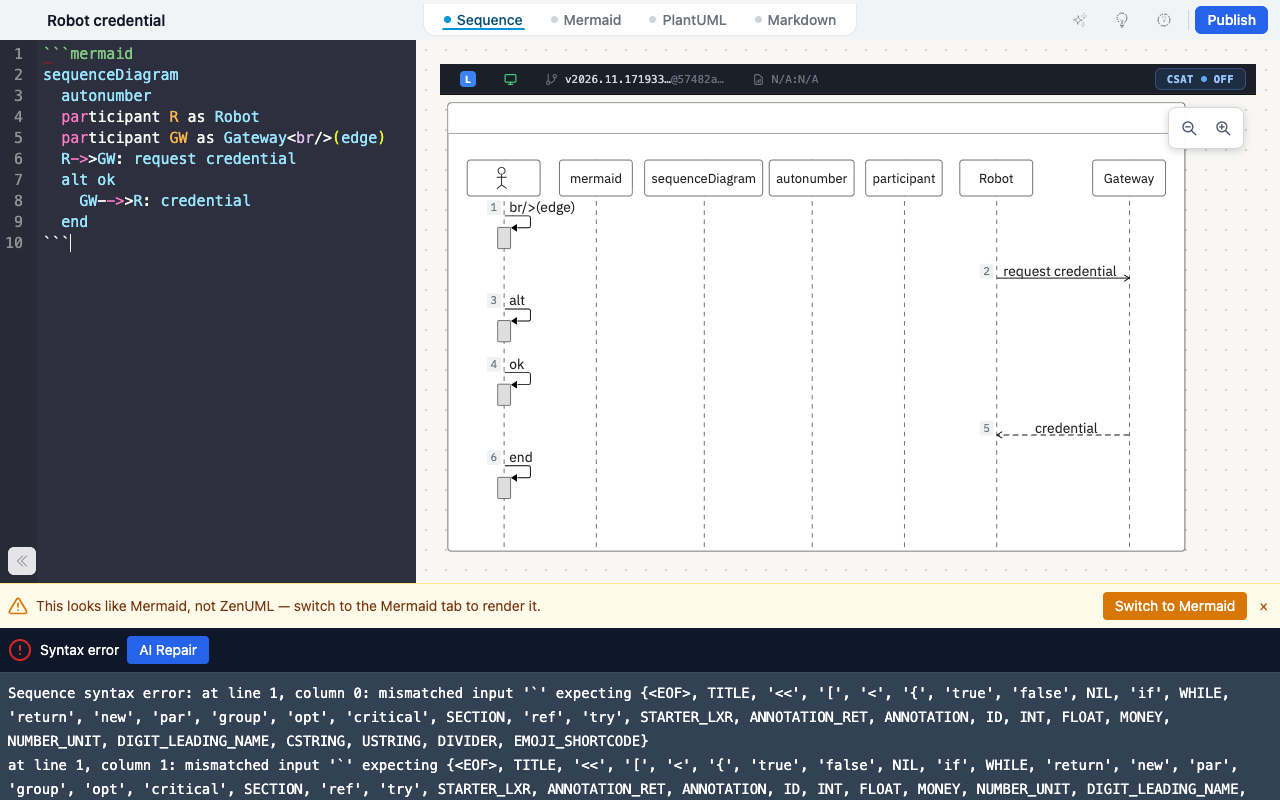 Robot credential
Sequence
Mermaid
PlantUML
Markdown
Publish
1 ```mermaid
2 sequenceDiagram
3 autonumber
4 participant R as Robot
5 participant GW as Gateway<br/>(edge)
6 R->>GW: request credential
7 alt ok
8 GW-->>R: credential
9 end
10 ```
L
v2026.11.171933…@57482a…
N/A:N/A
CSAT OFF
mermaid
sequenceDiagram
autonumber
participant
Robot
Gateway
1 br/>(edge)
2 request credential
3 alt
4 ok
5 credential
6 end
This looks like Mermaid, not ZenUML — switch to the Mermaid tab to render it.
Switch to Mermaid
×
Syntax error
AI Repair
Sequence syntax error: at line 1, column 0: mismatched input '`' expecting {<EOF>, TITLE, '<<', '[', '<', '{', 'true', 'false', NIL, 'if', WHILE,
'return', 'new', 'par', 'group', 'opt', 'critical', SECTION, 'ref', 'try', STARTER_LXR, ANNOTATION_RET, ANNOTATION, ID, INT, FLOAT, MONEY,
NUMBER_UNIT, DIGIT_LEADING_NAME, CSTRING, USTRING, DIVIDER, EMOJI_SHORTCODE}
at line 1, column 1: mismatched input '`' expecting {<EOF>, TITLE, '<<', '[', '<', '{', 'true', 'false', NIL, 'if', WHILE, 'return', 'new', 'par',
'group', 'opt', 'critical', SECTION, 'ref', 'try', STARTER_LXR, ANNOTATION_RET, ANNOTATION, ID, INT, FLOAT, MONEY, NUMBER_UNIT, DIGIT_LEADING_NAME,